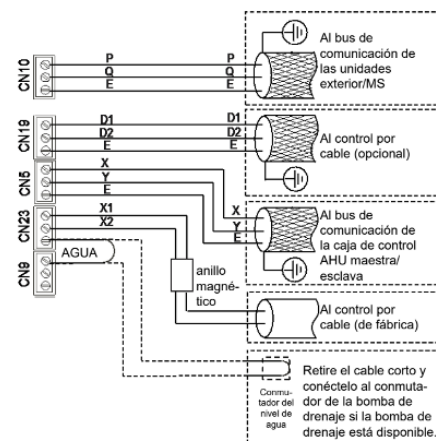 CN10
P
Q
E
P
Q
E
Al bus de
comunicación de
las unidades
exterior/MS
CN19
D1
D2
E
D1
D2
E
Al control por
cable (opcional)
CN5
X
Y
E
X
Y
E
Al bus de
comunicación de
la caja de control
AHU maestra/
esclava
CN23
X1
X2
AGUA
CN9
anillo
magné-
tico
Al control por
cable (de fábrica)
Conmu-
tador del
nivel de
agua
Retire el cable corto y
conéctelo al conmuta-
dor de la bomba de
drenaje si la bomba de
drenaje está disponible.